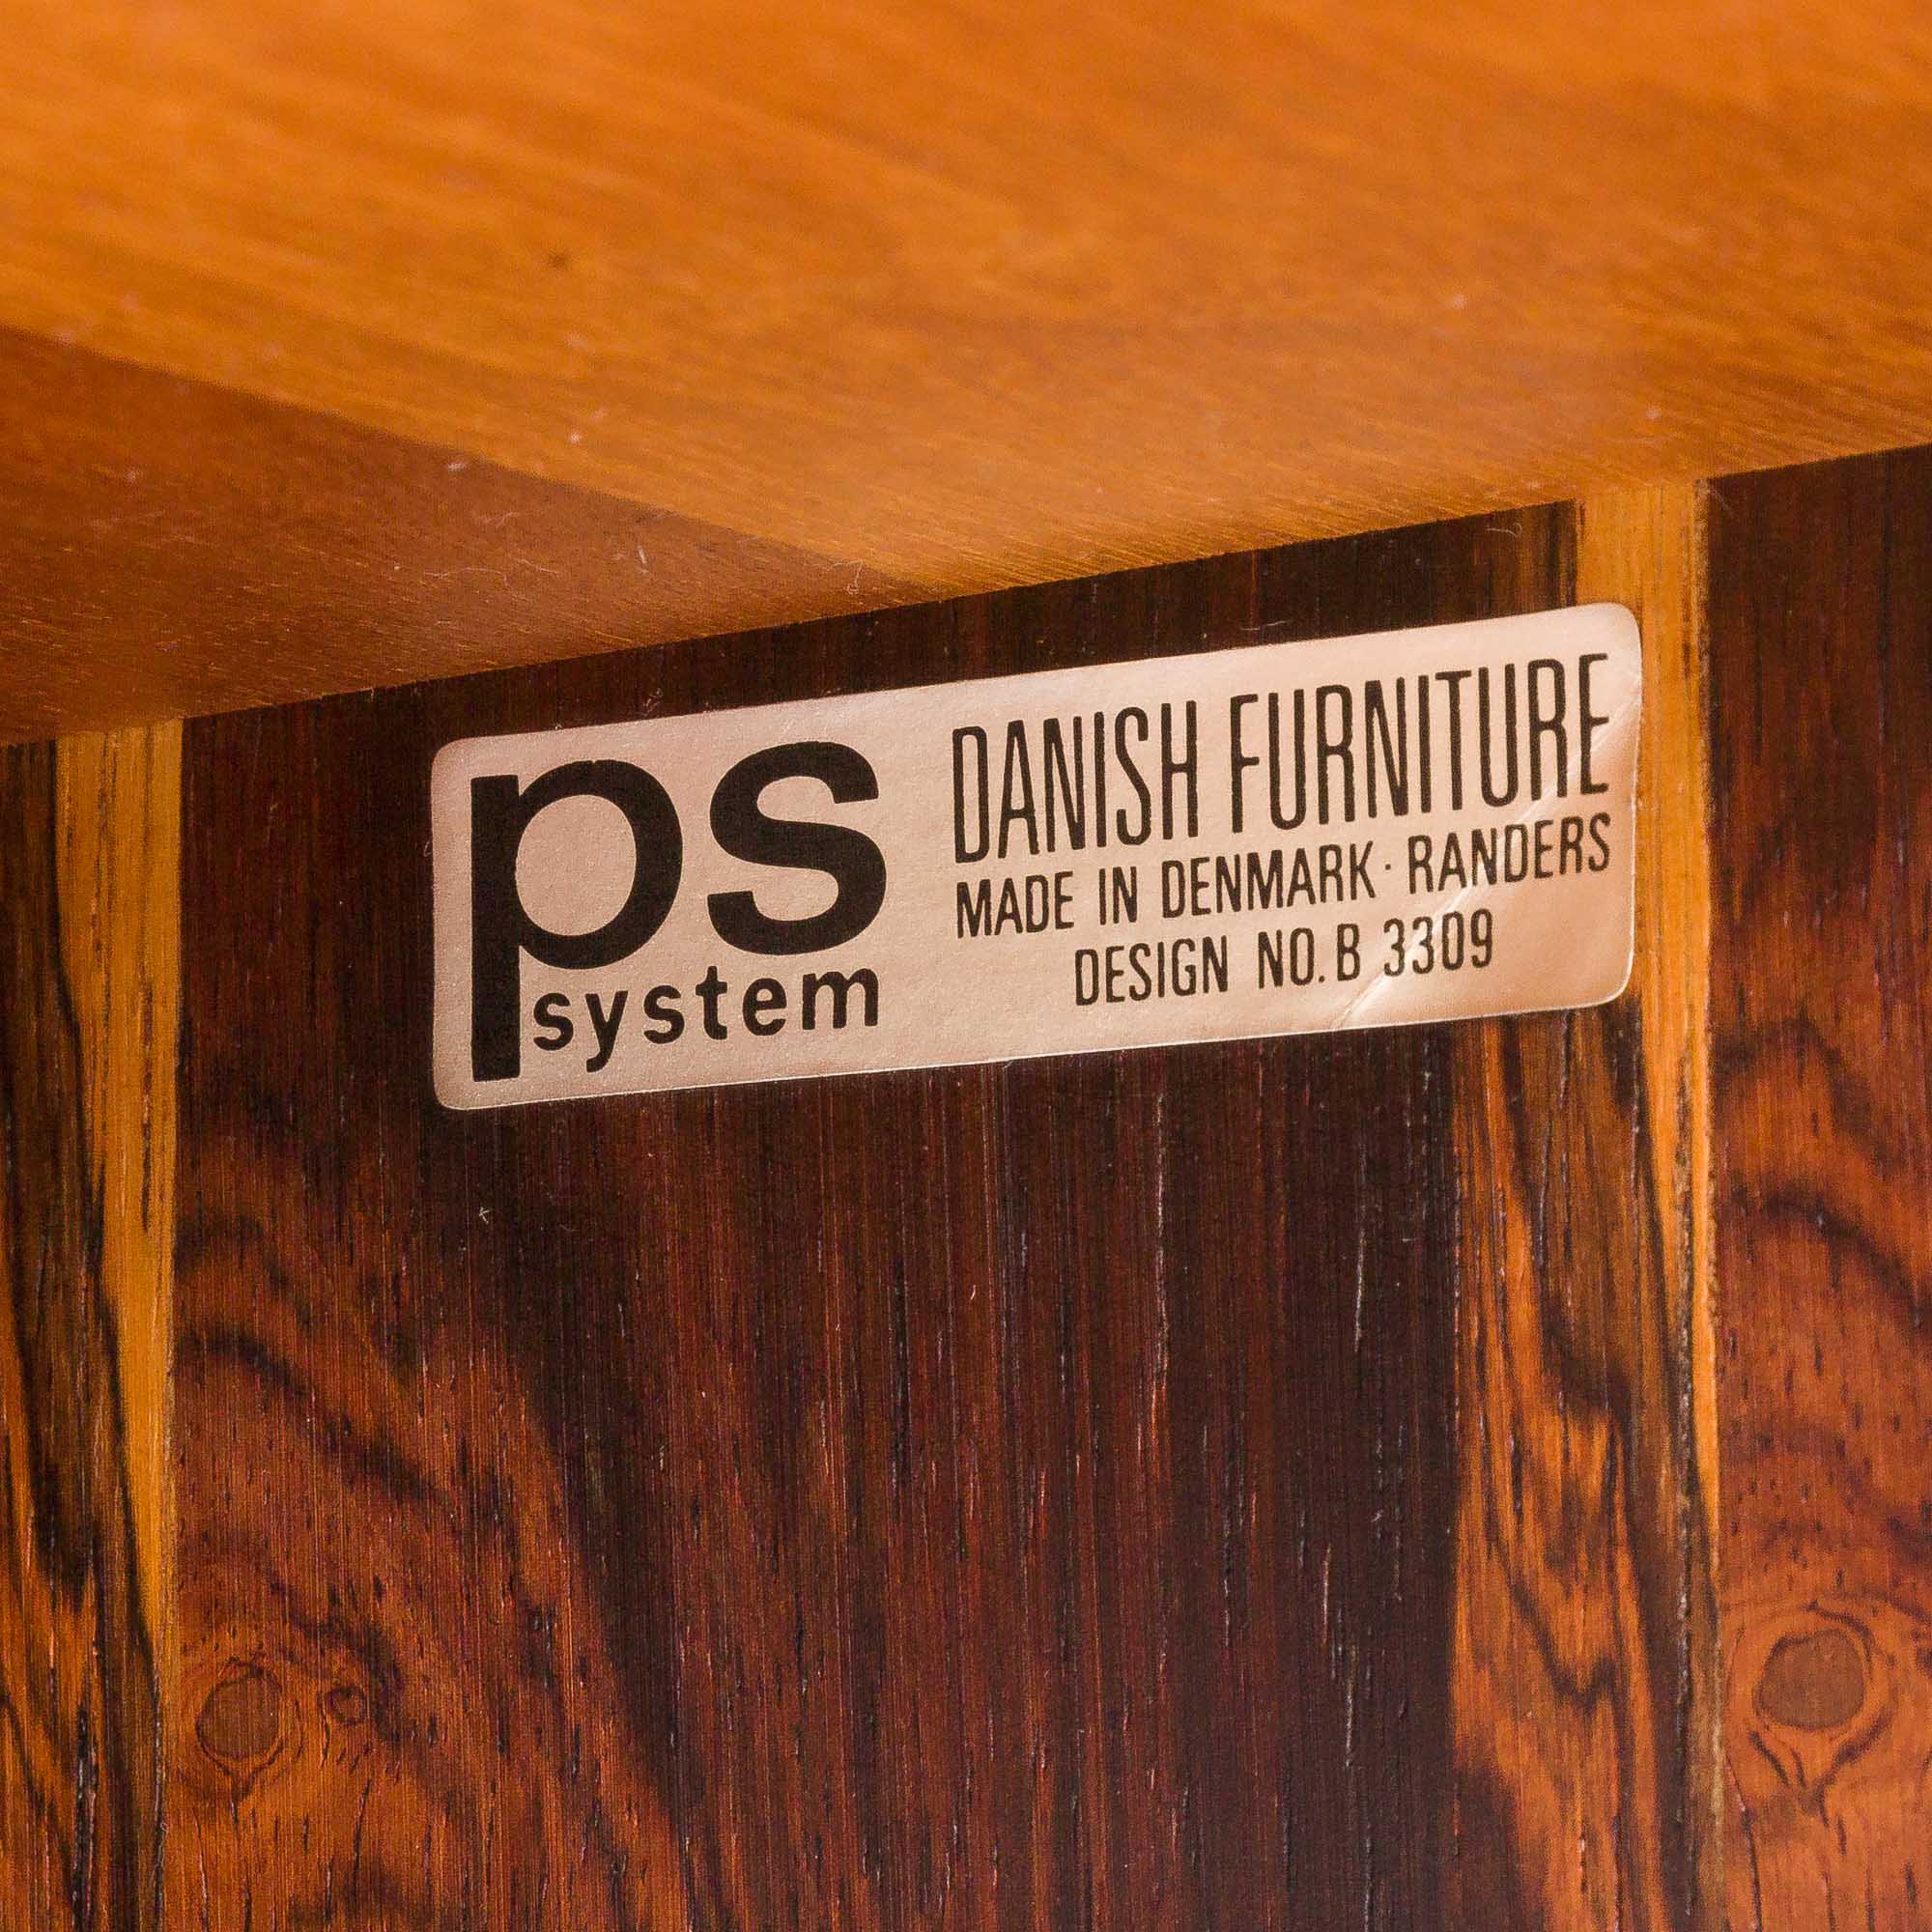 ps
system
DANISH FURNITURE
MADE IN DENMARK · RANDERS
DESIGN NO. B 3309